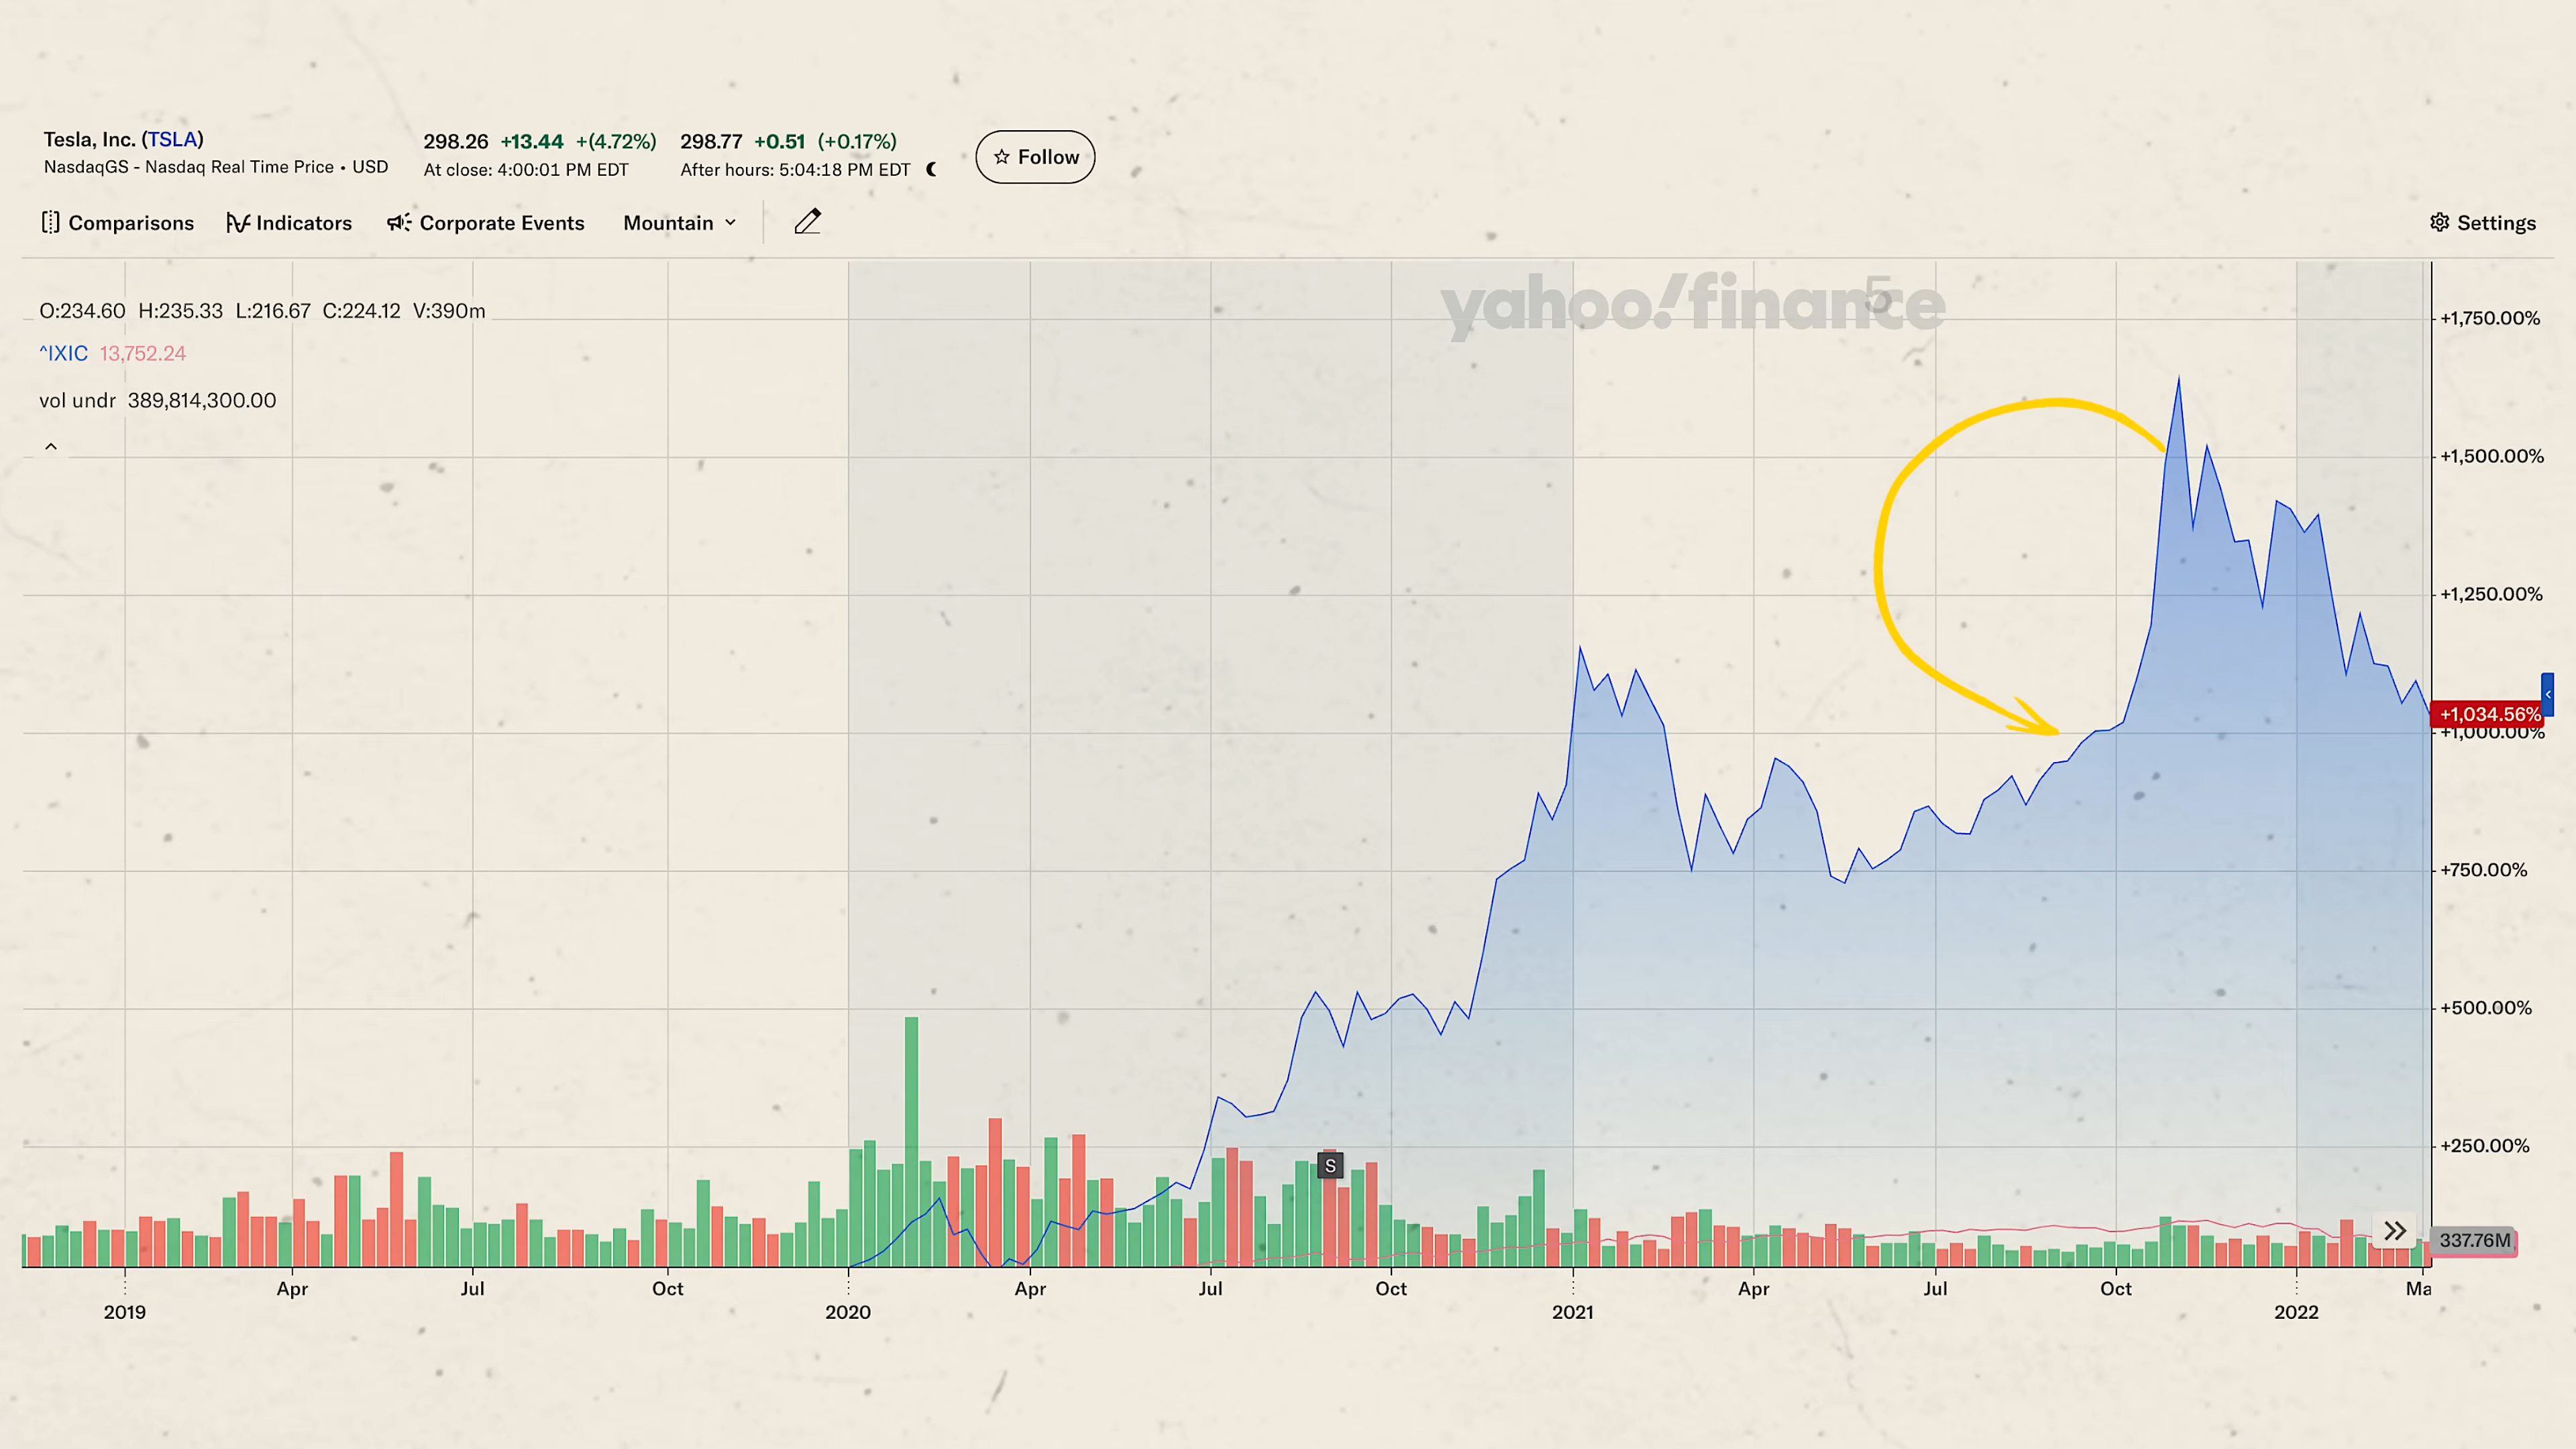 Tesla, Inc. (TSLA)
NasdaqGS - Nasdaq Real Time Price • USD
298.26 +13.44 +(4.72%)
At close: 4:00:01 PM EDT
298.77 +0.51 (+0.17%)
After hours: 5:04:18 PM EDT
Follow
Comparisons Indicators Corporate Events Mountain
Settings
O:234.60 H:235.33 L:216.67 C:224.12 V:390m
^IXIC 13,752.24
vol undr 389,814,300.00
yahoo!finance
5
+1,750.00%
+1,500.00%
+1,250.00%
+1,034.56%
+1,000.00%
+750.00%
+500.00%
+250.00%
S
337.76M
Apr Jul Oct Apr Jul Oct Apr Jul Oct Ma
2019 2020 2021 2022